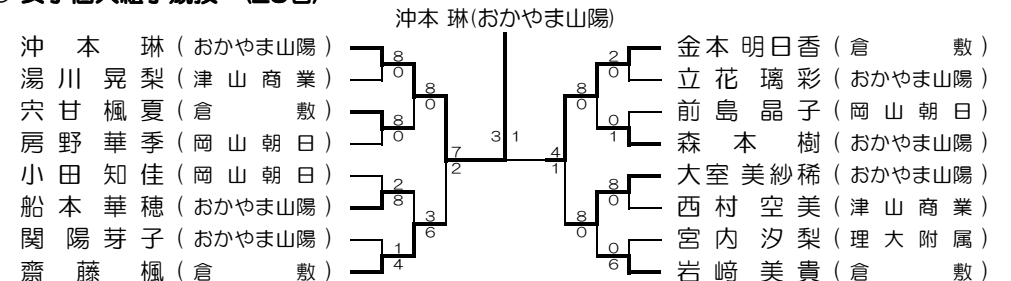 沖本 琳(おかやま山陽)
沖本琳(おかやま山陽) 8 0
湯川晃梨(津山商業)
8 0
宍甘楓夏(倉敷) 8 0
房野華季(岡山朝日)
7 2
小田知佳(岡山朝日) 2 8
船本華穂(おかやま山陽)
3 6
関陽芽子(おかやま山陽) 1 4
齋藤楓(倉敷)
3 1
金本明日香(倉敷) 2 0
立花璃彩(おかやま山陽)
8 0
前島晶子(岡山朝日) 0 1
森本樹(おかやま山陽)
4 1
大室美紗稀(おかやま山陽) 8 0
西村空美(津山商業)
8 0
宮内汐梨(理大附属) 0 6
岩﨑美貴(倉敷)